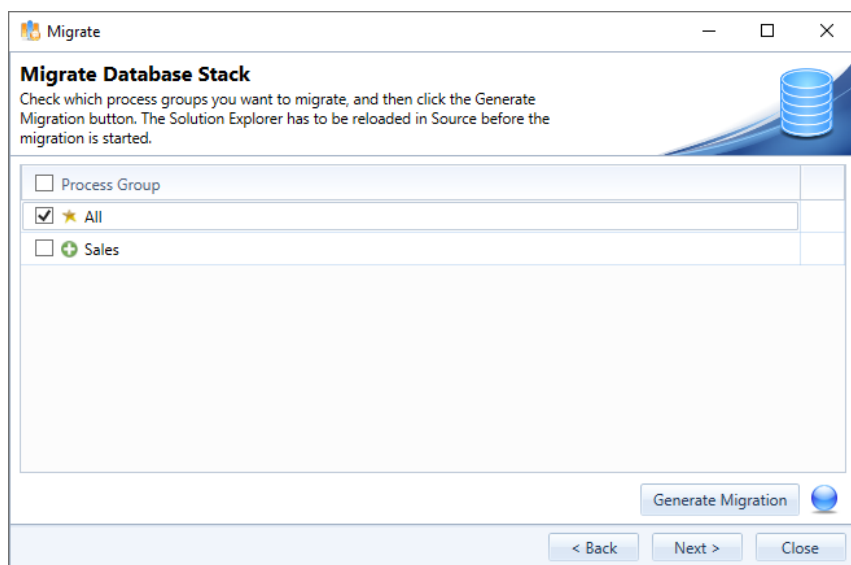 Migrate
Migrate Database Stack
Check which process groups you want to migrate, and then click the Generate
Migration button. The Solution Explorer has to be reloaded in Source before the
migration is started.
Process Group
All
Sales
Generate Migration
< Back
Next >
Close